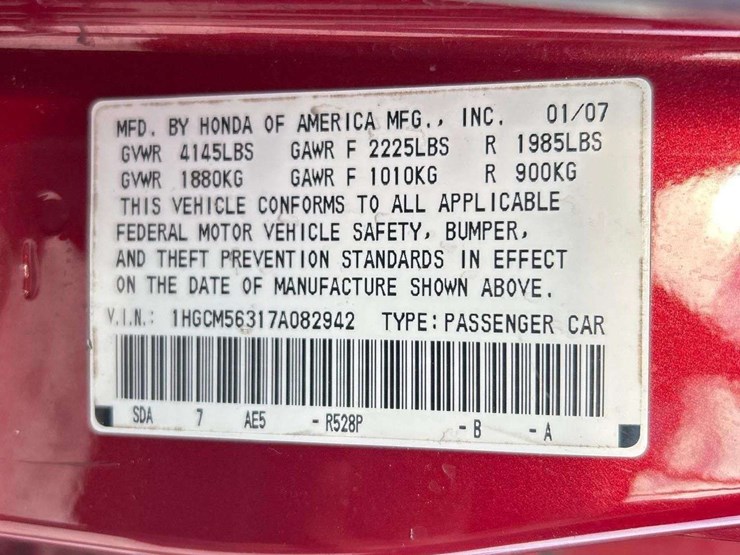 MFD. BY HONDA OF AMERICA MFG., INC. 01/07
GVWR 4145LBS GAWR F 2225LBS R 1985LBS
GVWR 1880KG GAWR F 1010KG R 900KG
THIS VEHICLE CONFORMS TO ALL APPLICABLE
FEDERAL MOTOR VEHICLE SAFETY, BUMPER,
AND THEFT PREVENTION STANDARDS IN EFFECT
ON THE DATE OF MANUFACTURE SHOWN ABOVE.
V.I.N.: 1HGCM56317A082942 TYPE: PASSENGER CAR
SDA 7 AE5 - R528P - B - A